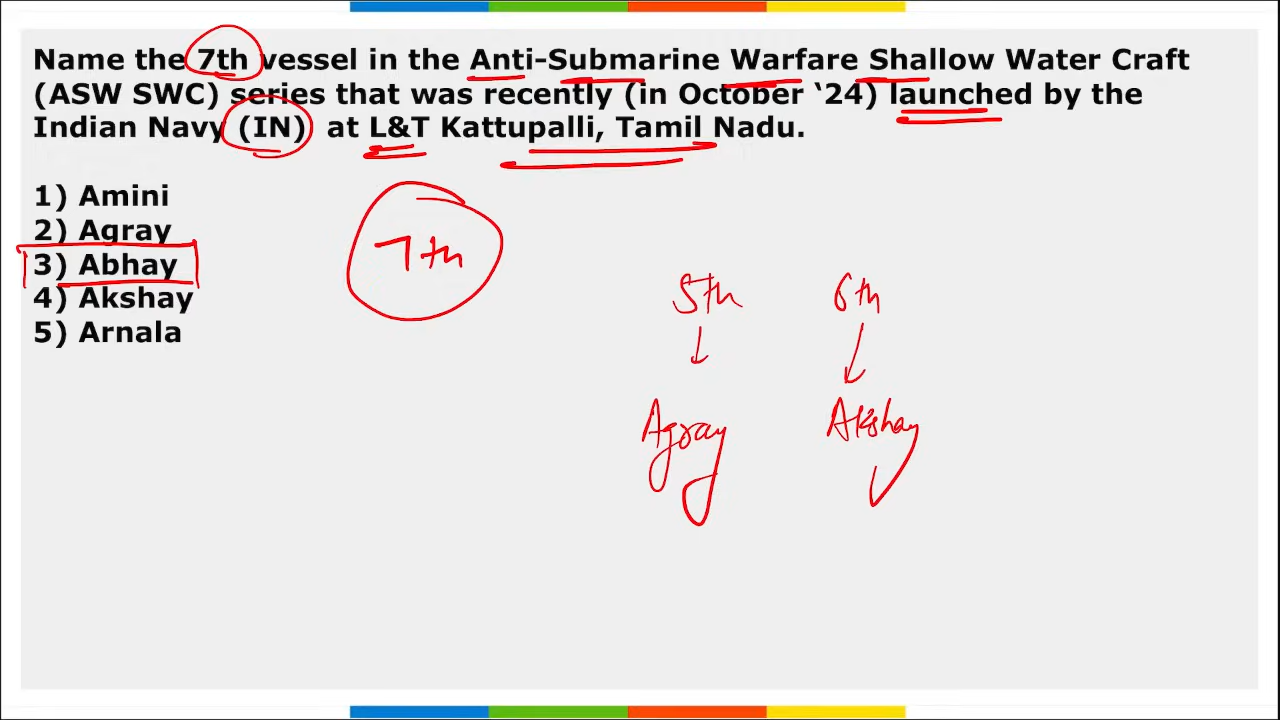 Name the 7th vessel in the Anti-Submarine Warfare Shallow Water Craft
(ASW SWC) series that was recently (in October ‘24) launched by the
Indian Navy (IN) at L&T Kattupalli, Tamil Nadu.
1) Amini
2) Agray
3) Abhay
4) Akshay
5) Arnala
7th
5th 6th
Agray Akshay